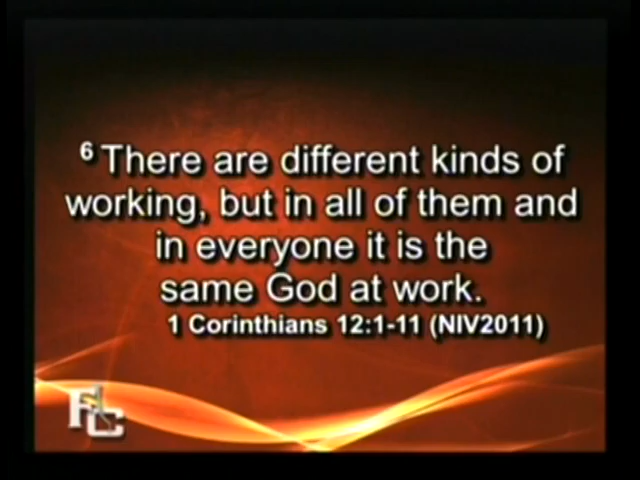 6 There are different kinds of
working, but in all of them and
in everyone it is the
same God at work.
1 Corinthians 12:1-11 (NIV2011)
FLC